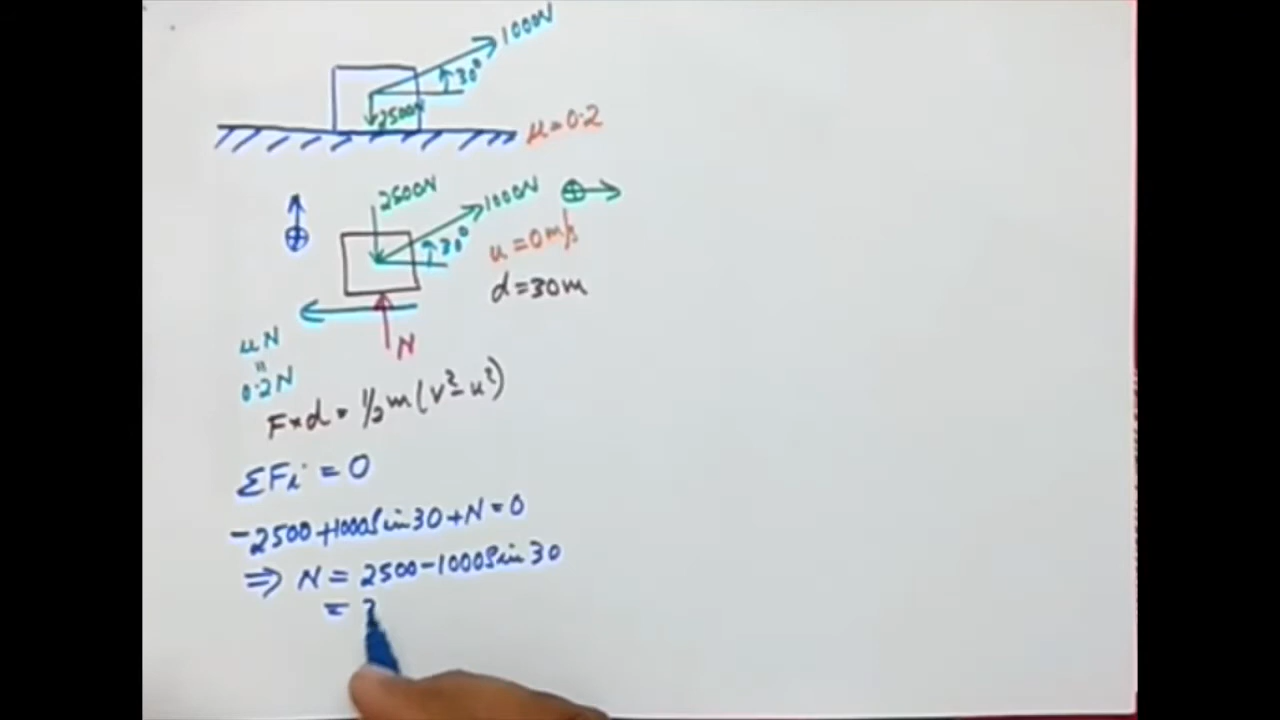 1000N
30°
2500N
μ=0.2
2500N
1000N
30°
u=0m/s
d=30m
μN
=
0.2N
N
F×d=½m(v²-u²)
ΣFi=0
-2500+1000Sin30+N=0
⇒ N=2500-1000Sin30
= 2